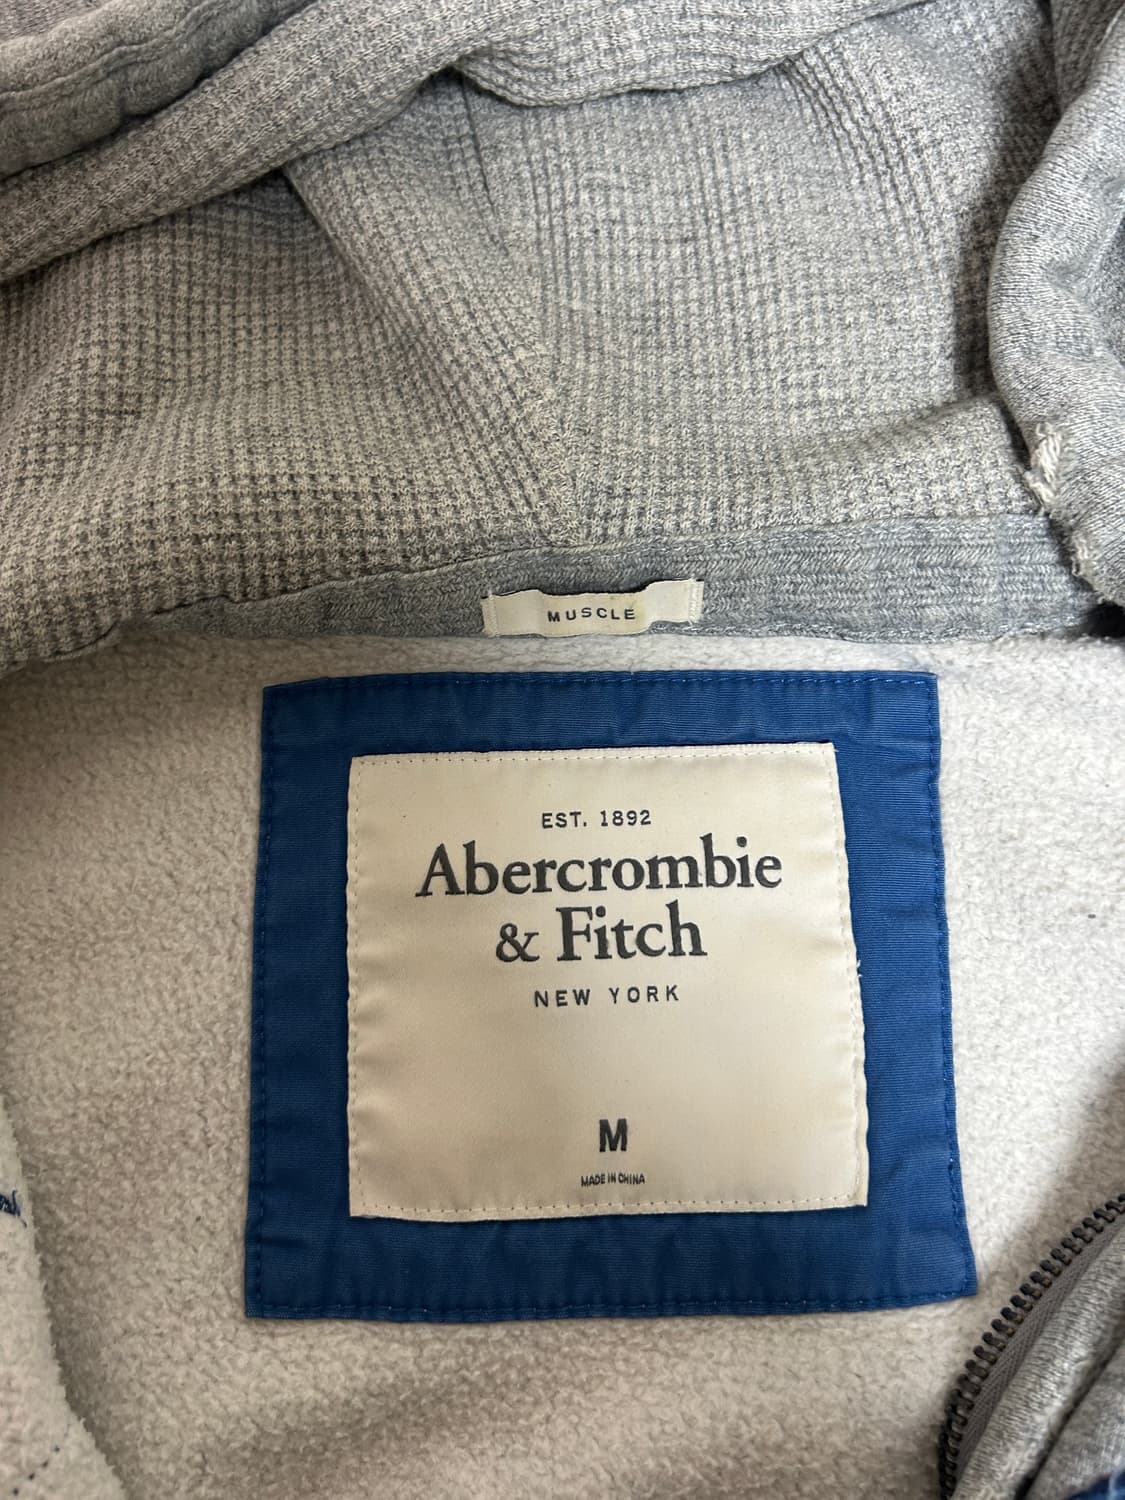 MUSCLE
EST. 1892
Abercrombie
& Fitch
NEW YORK
M
MADE IN CHINA